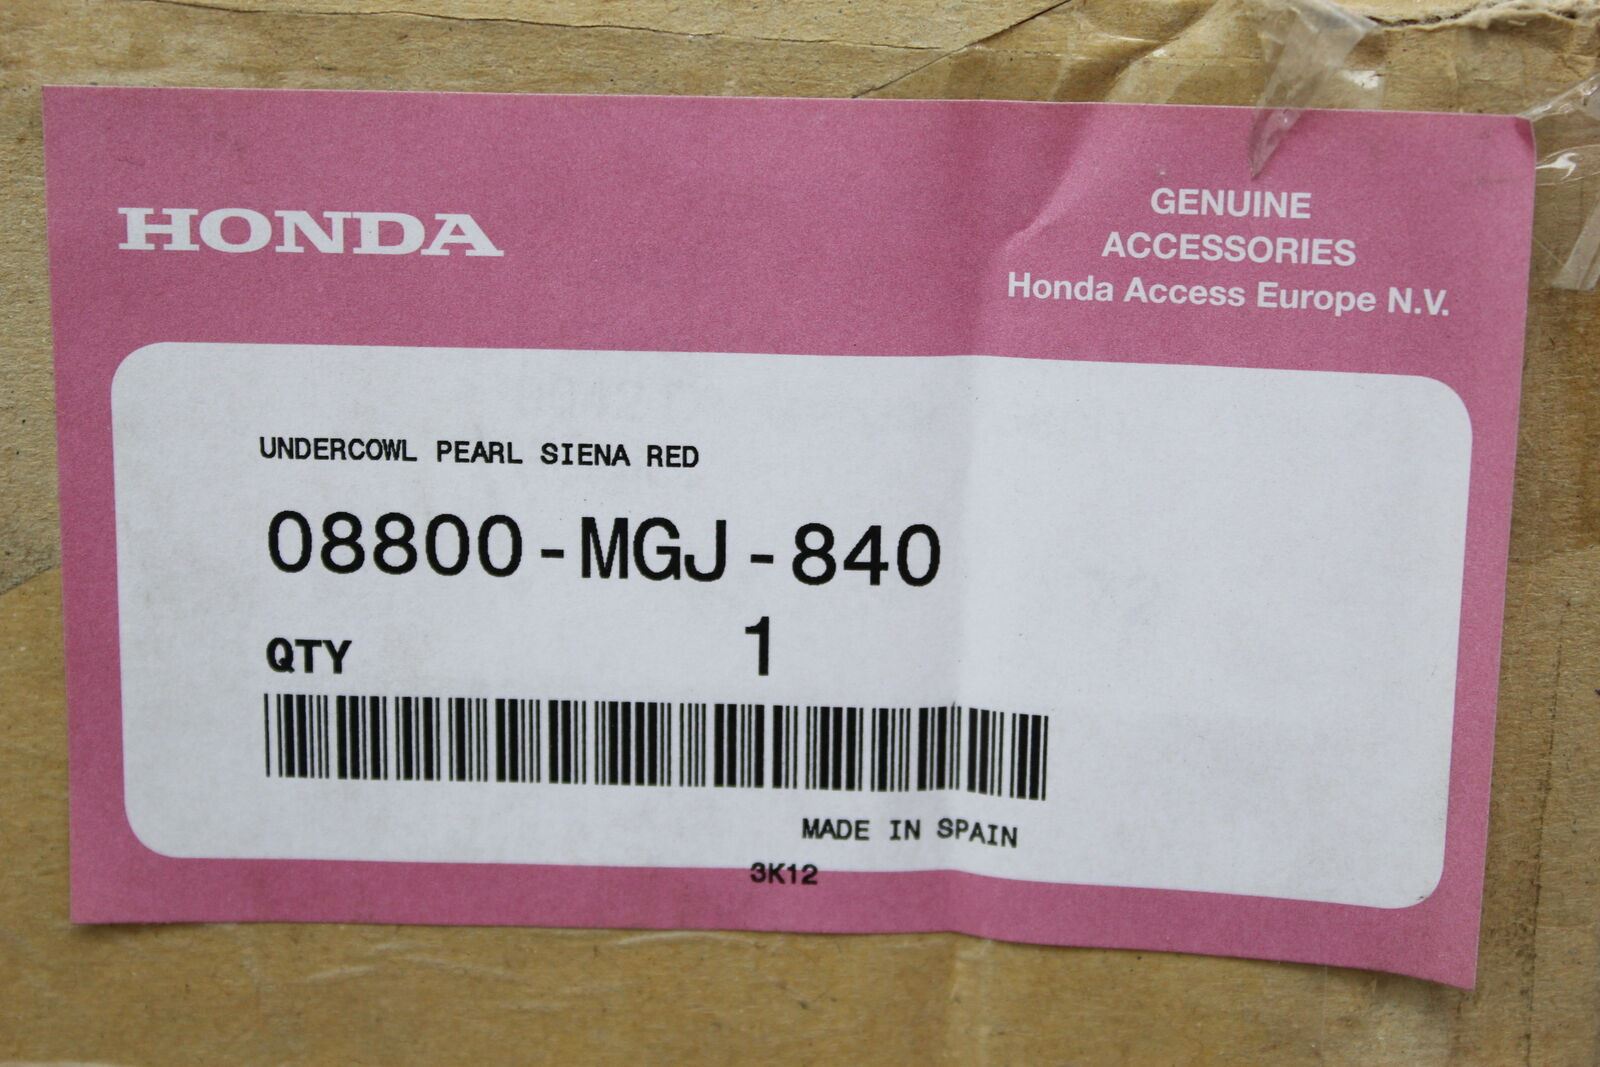 HONDA
GENUINE
ACCESSORIES
Honda Access Europe N.V.
UNDERCOWL PEARL SIENA RED
08800-MGJ-840
QTY 1
MADE IN SPAIN
3K12